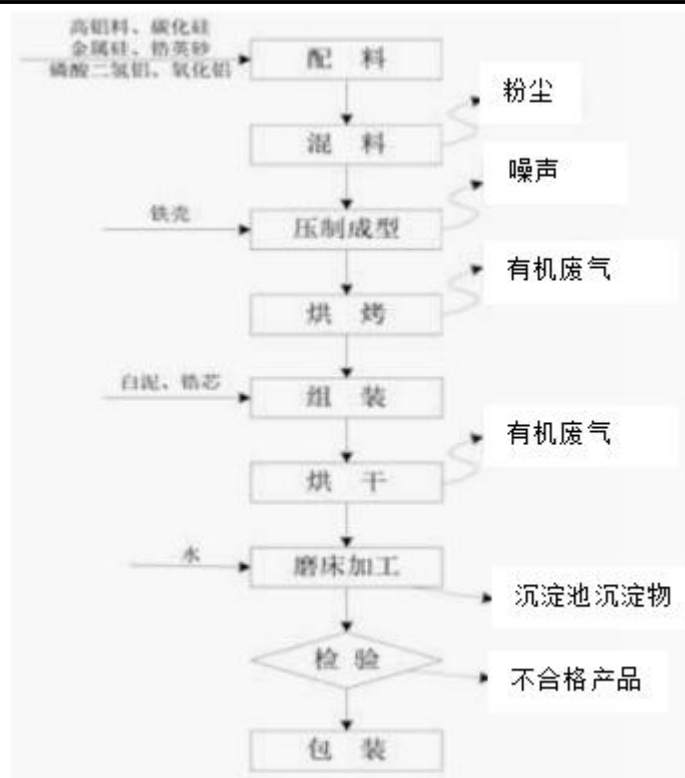 高铝料、碳化硅
金属硅、锆英砂
磷酸二氢铝、氧化铝
配 料
粉尘
混 料
噪声
铁壳
压制成型
有机废气
烘 烤
白泥、锆芯
组 装
有机废气
烘 干
水
磨床加工
沉淀池沉淀物
检 验
不合格产品
包 装